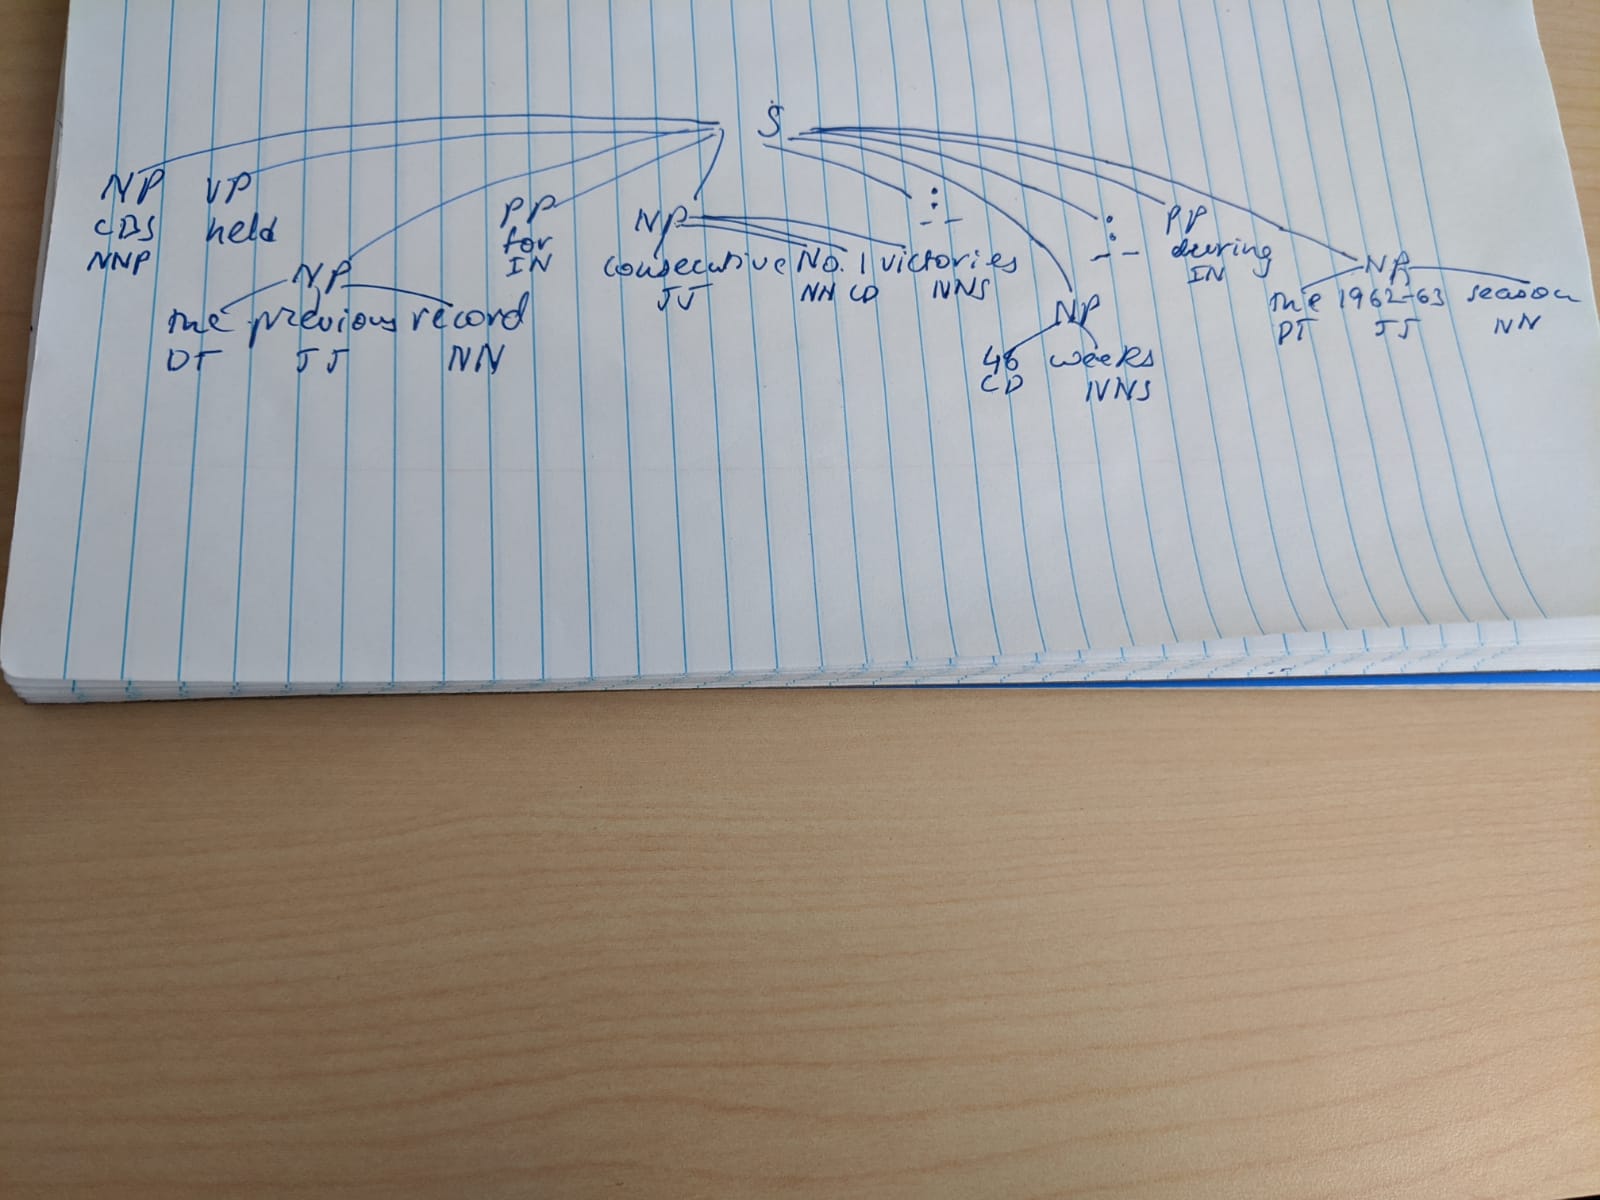 S
NP VP : PP
CBS held -- PP NP : during
NNP for consecutive No. 1 victories -- IN NP
NP IN JJ NN CD NNS NP the 1962-63 season
the previous record 46 weeks DT JJ NN
DT JJ NN CD NNS